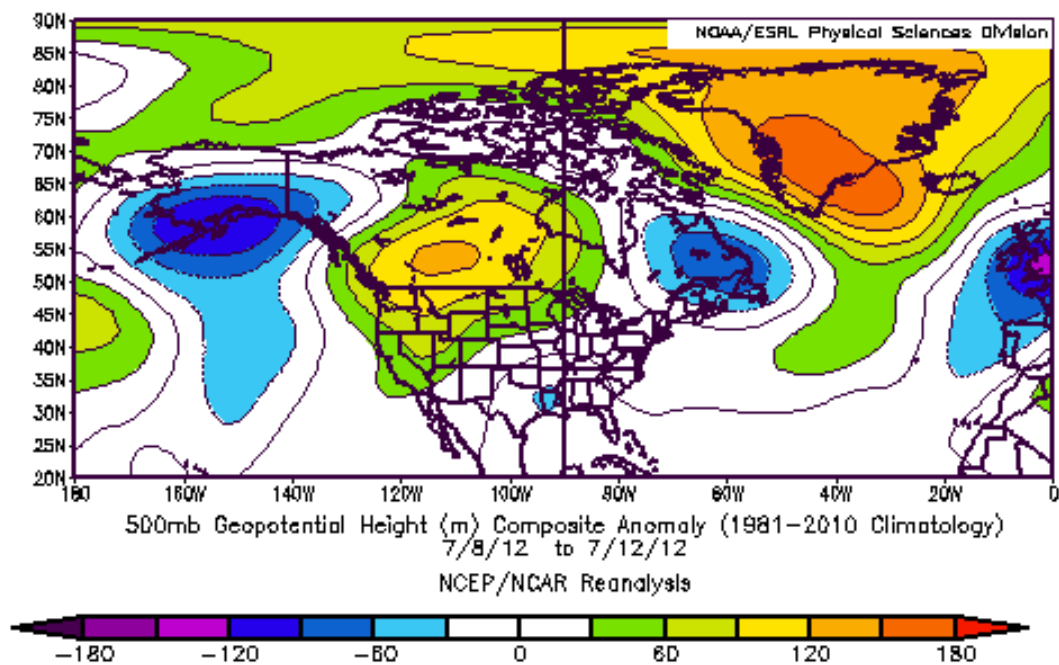 90N
NOAA/ESRL Physical Sciences Division
85N
80N
75N
70N
65N
60N
55N
50N
45N
40N
35N
30N
25N
20N
180 160W 140W 120W 100W 80W 60W 40W 20W 0
500mb Geopotential Height (m) Composite Anomaly (1981-2010 Climatology)
7/8/12 to 7/12/12
NCEP/NCAR Reanalysis
-180 -120 -60 0 60 120 180